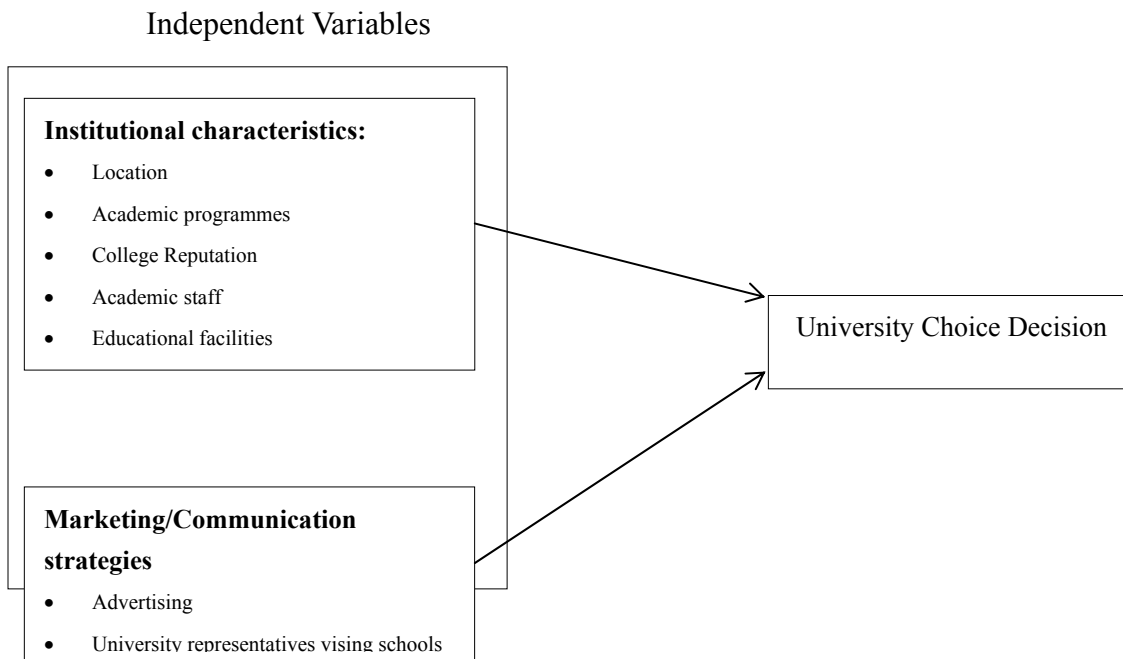 Independent Variables
Institutional characteristics:
• Location
• Academic programmes
• College Reputation
• Academic staff
• Educational facilities
University Choice Decision
Marketing/Communication
strategies
• Advertising
• University representatives vising schools